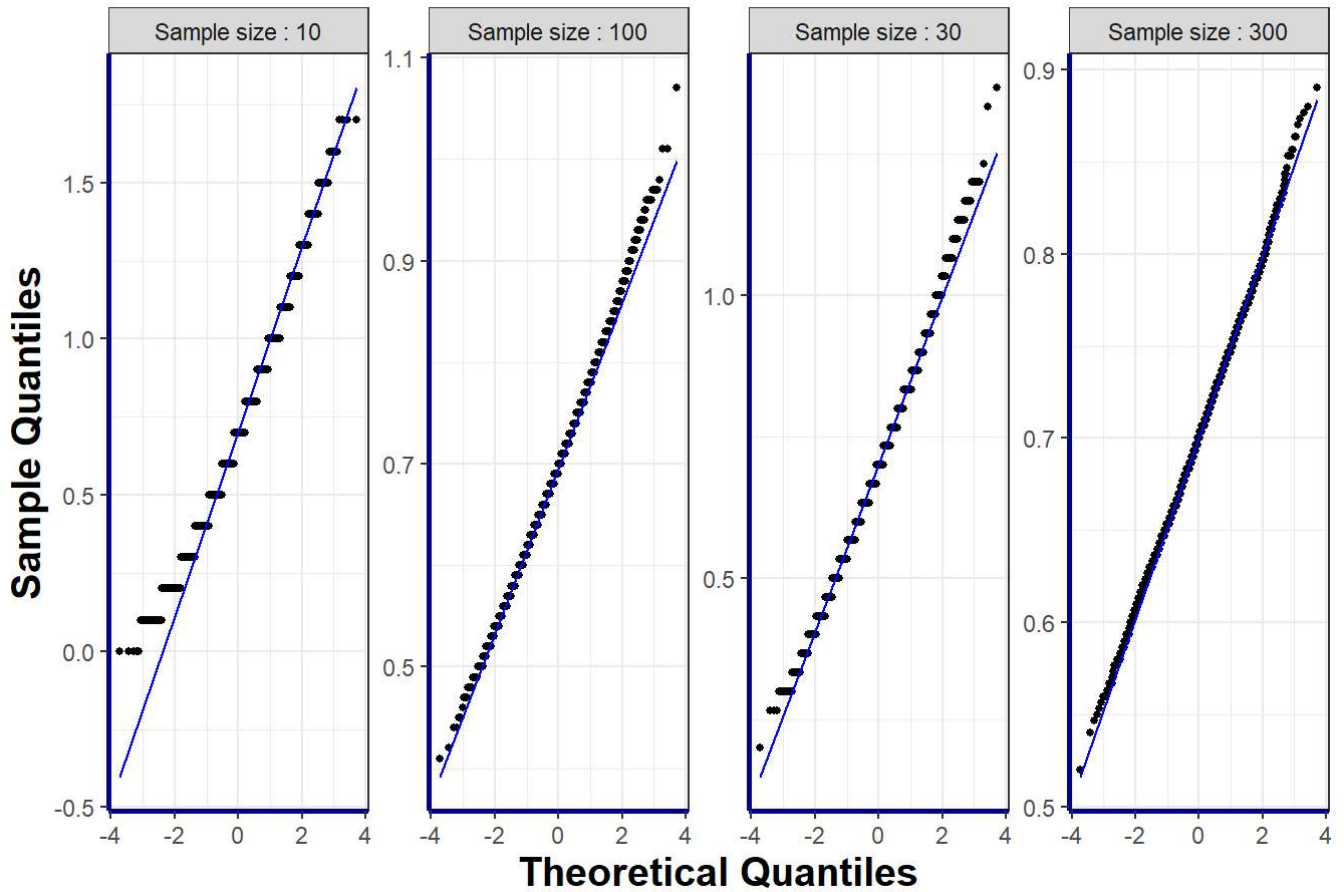 Sample size : 10
Sample size : 100
Sample size : 30
Sample size : 300
Sample Quantiles
1.5
1.0
0.5
0.0
-0.5
1.1
0.9
0.7
0.5
1.0
0.5
0.9
0.8
0.7
0.6
0.5
-4 -2 0 2 4
-4 -2 0 2 4
-4 -2 0 2 4
-4 -2 0 2 4
Theoretical Quantiles